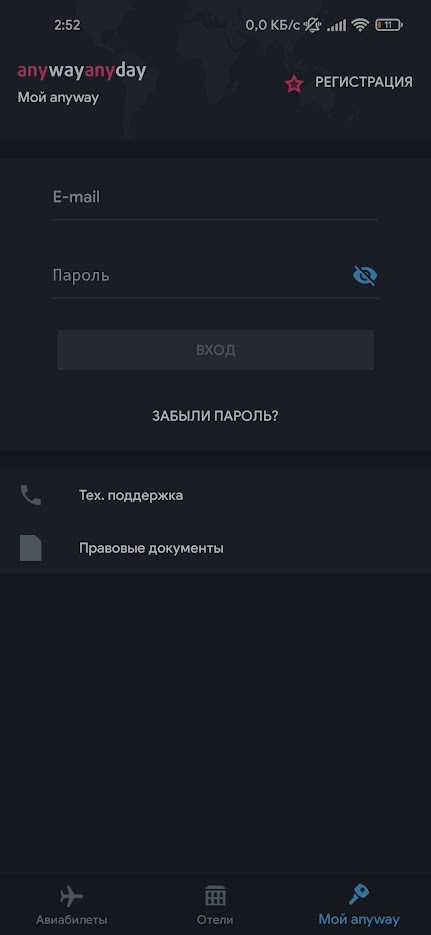 2:52
0,0 КБ/с
11
anywayanyday
Мой anyway
РЕГИСТРАЦИЯ
E-mail
Пароль
ВХОД
ЗАБЫЛИ ПАРОЛЬ?
Тех. поддержка
Правовые документы
Авиабилеты
Отели
Мой anyway